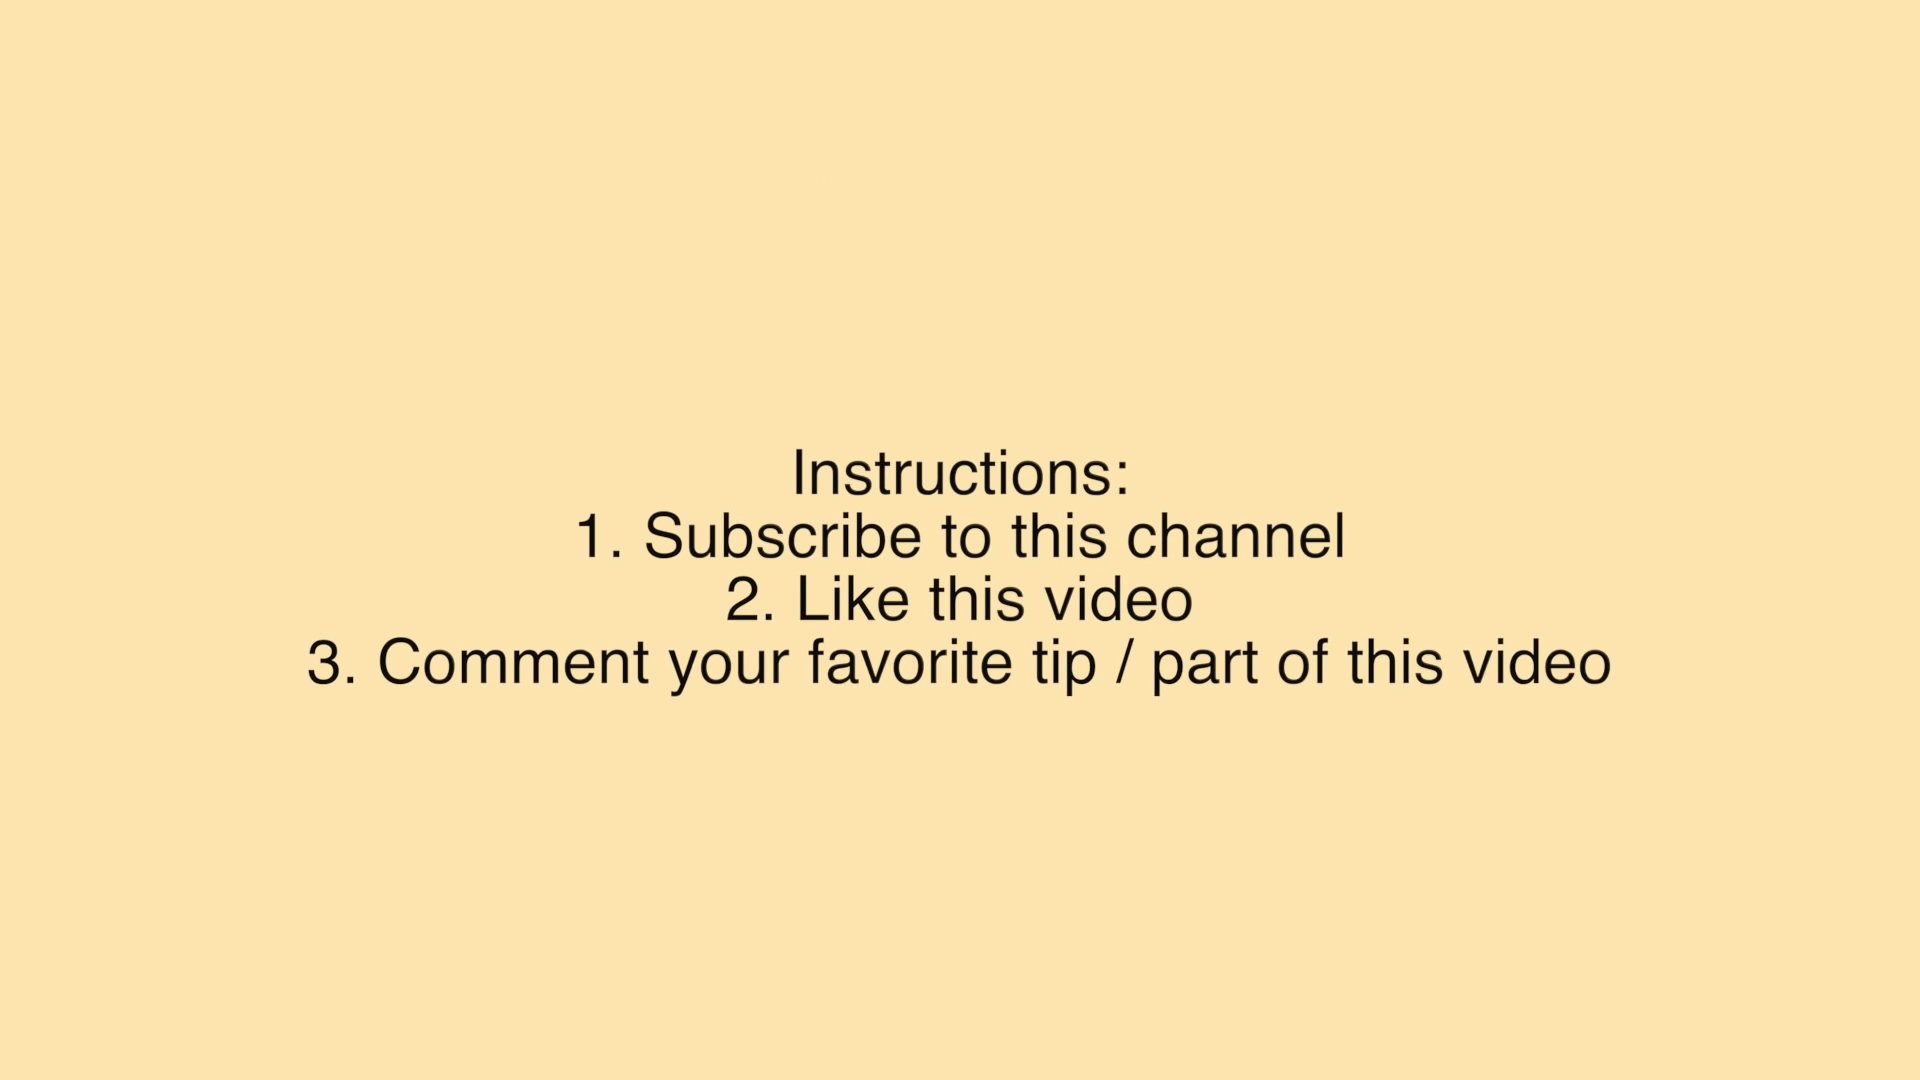 Instructions:
1. Subscribe to this channel
2. Like this video
3. Comment your favorite tip / part of this video